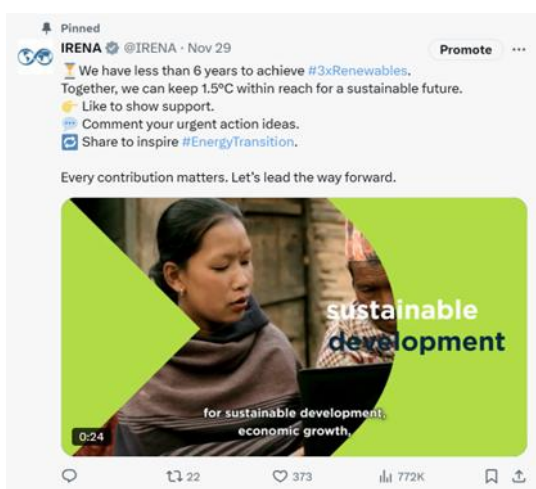 Pinned
IRENA @IRENA · Nov 29
Promote ···
⏳ We have less than 6 years to achieve #3xRenewables.
Together, we can keep 1.5ºC within reach for a sustainable future.
👉 Like to show support.
💬 Comment your urgent action ideas.
🔁 Share to inspire #EnergyTransition.
Every contribution matters. Let's lead the way forward.
sustainable
development
for sustainable development,
economic growth,
0:24
22 373 772K